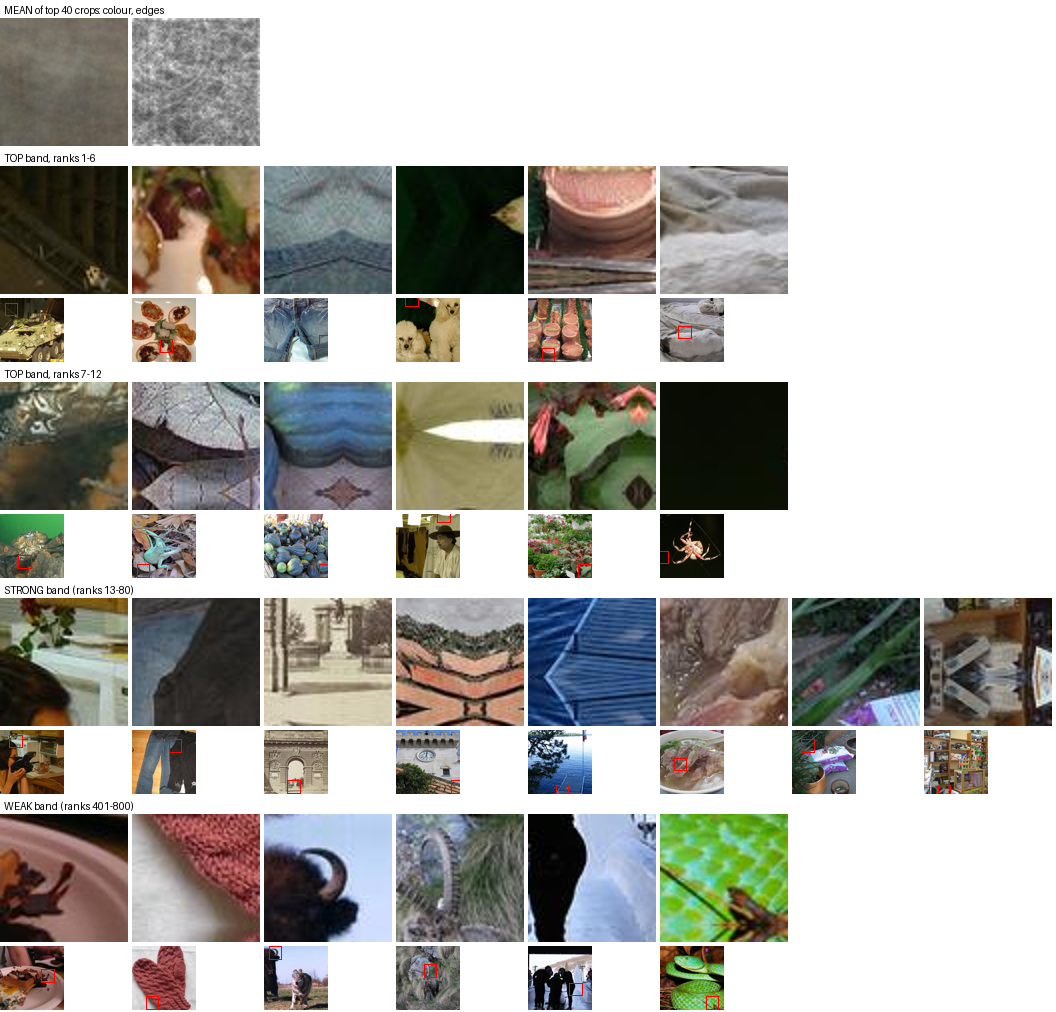 MEAN of top 40 crops: colour, edges
TOP band, ranks 1-6
TOP band, ranks 7-12
STRONG band (ranks 13-80)
WEAK band (ranks 401-800)